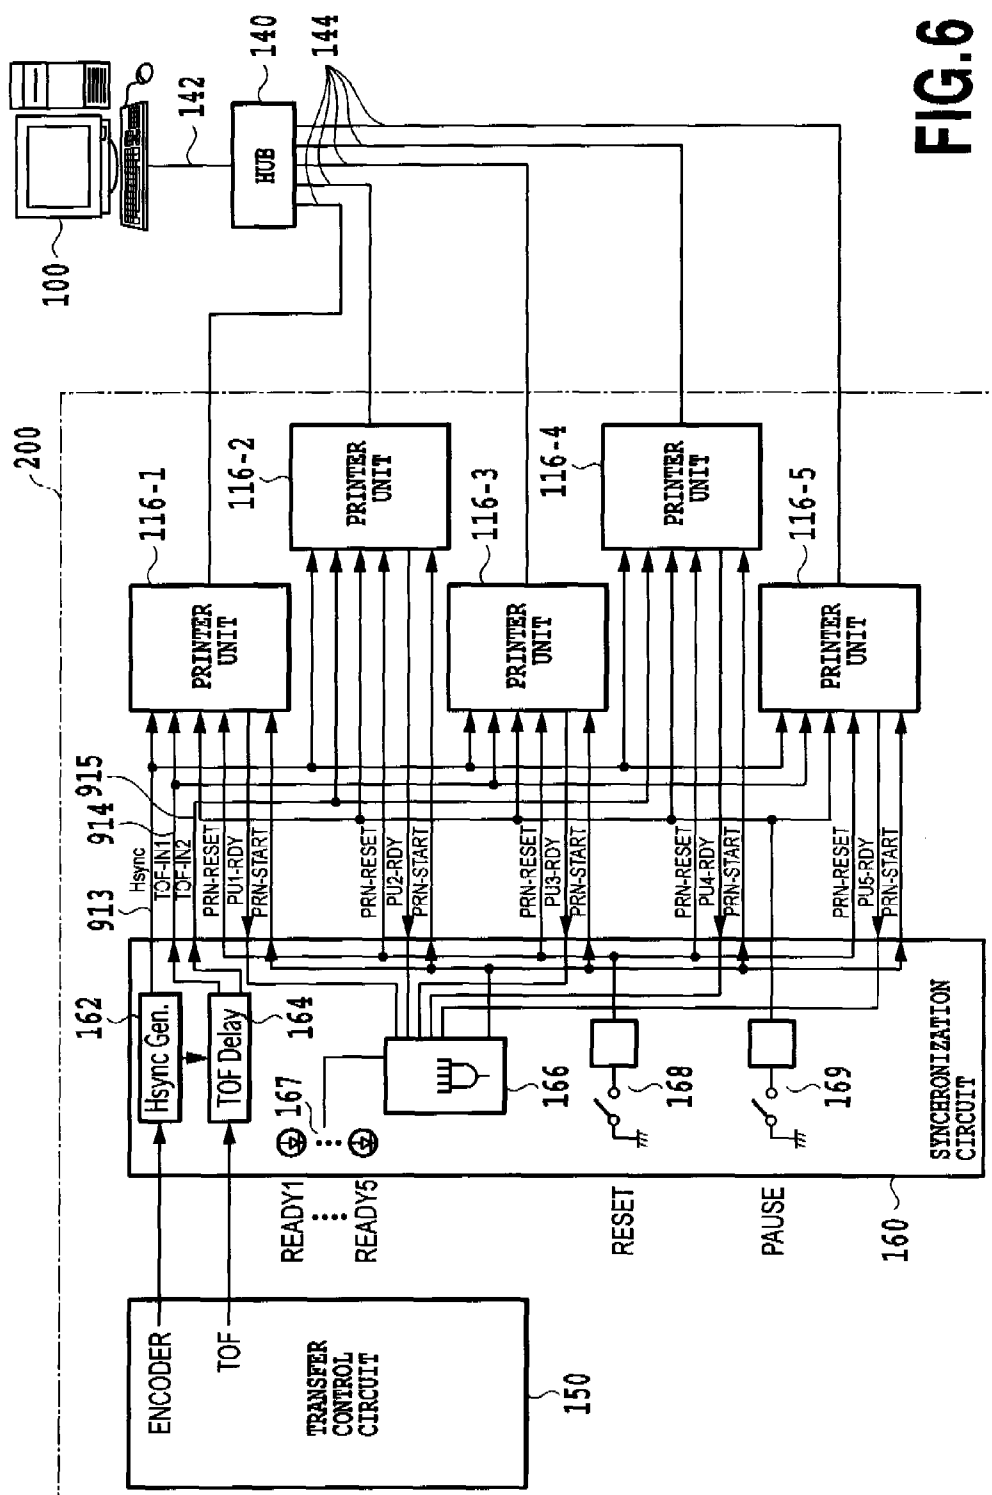 FIG.6
100
142
140
HUB
144
200
116-1
PRINTER
UNIT
116-2
PRINTER
UNIT
116-3
PRINTER
UNIT
116-4
PRINTER
UNIT
116-5
PRINTER
UNIT
913
Hsync
914
TOF-IN1
915
TOF-IN2
PRN-RESET
PU1-RDY
PRN-START
PRN-RESET
PU2-RDY
PRN-START
PRN-RESET
PU3-RDY
PRN-START
PRN-RESET
PU4-RDY
PRN-START
PRN-RESET
PU5-RDY
PRN-START
162
Hsync Gen.
TOF Delay
164
167
166
168
169
SYNCHRONIZATION
CIRCUIT
160
READY1
READY5
RESET
PAUSE
ENCODER
TOF
TRANSFER
CONTROL
CIRCUIT
150